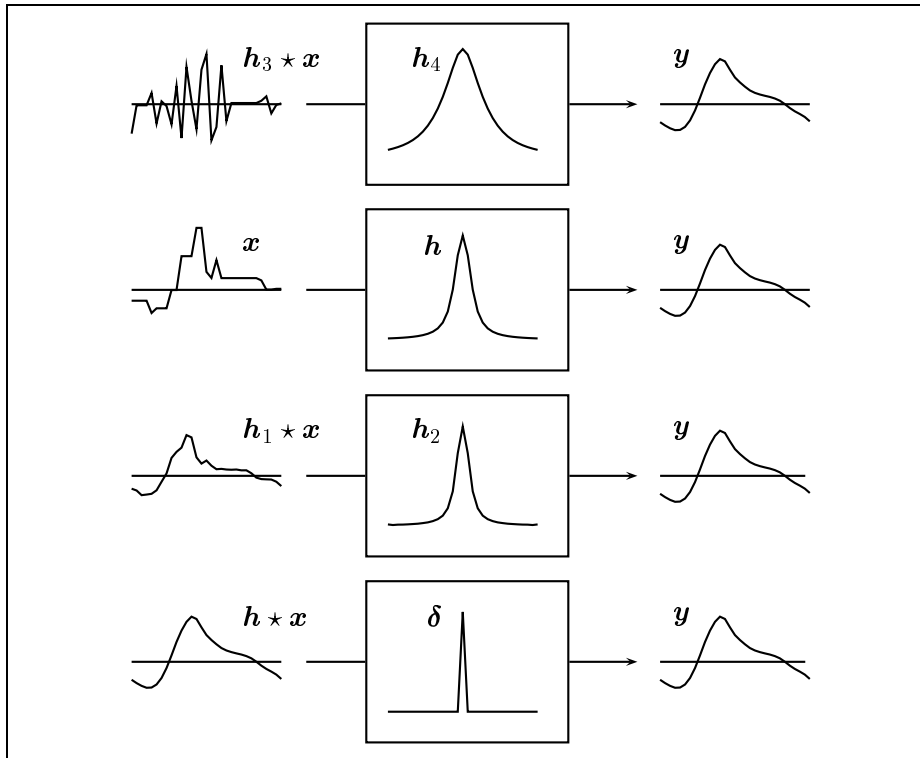 h₃ ⋆ x h₄ y
x h y
h₁ ⋆ x h₂ y
h ⋆ x δ y